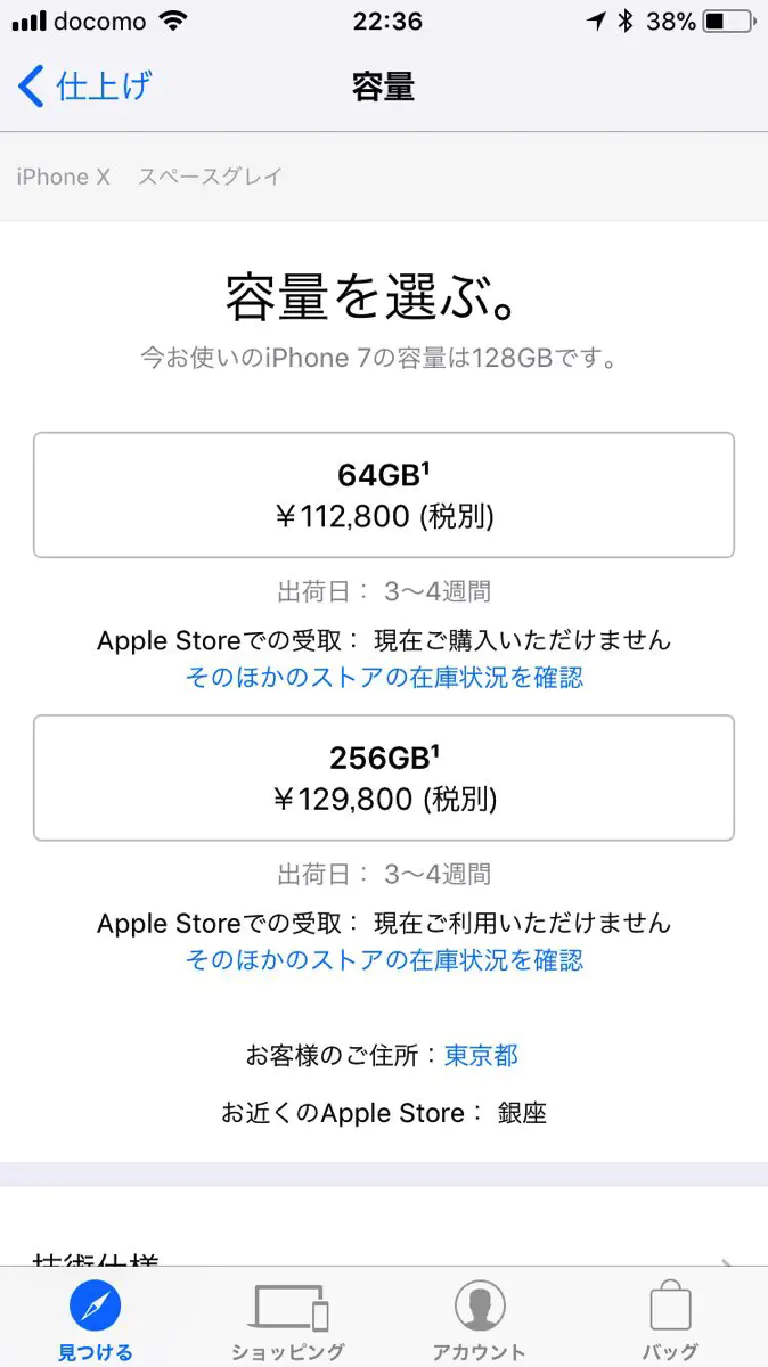 docomo 22:36 38%
仕上げ 容量
iPhone X スペースグレイ
容量を選ぶ。
今お使いのiPhone 7の容量は128GBです。
64GB¹
￥112,800 (税別)
出荷日： 3〜4週間
Apple Storeでの受取： 現在ご購入いただけません
そのほかのストアの在庫状況を確認
256GB¹
￥129,800 (税別)
出荷日： 3〜4週間
Apple Storeでの受取： 現在ご利用いただけません
そのほかのストアの在庫状況を確認
お客様のご住所：東京都
お近くのApple Store： 銀座
技術仕様
見つける ショッピング アカウント バッグ